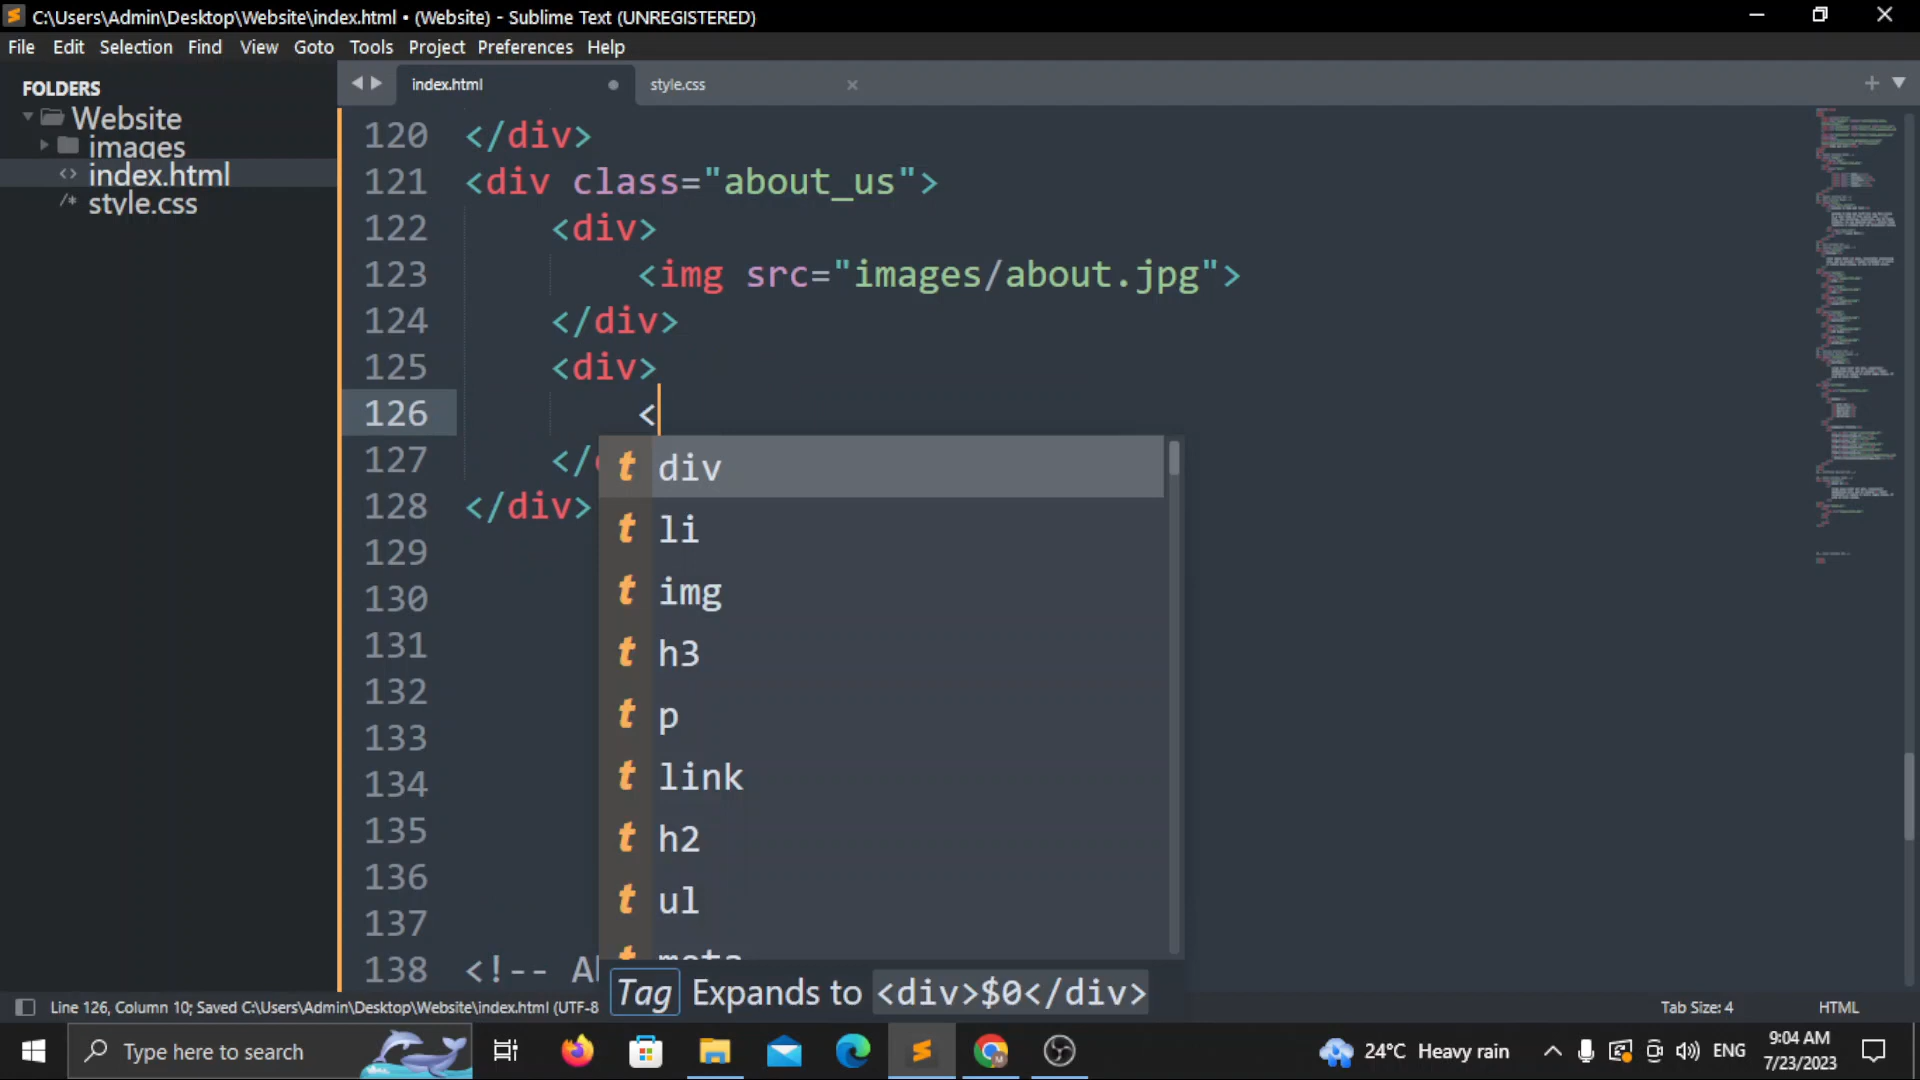 C:\Users\Admin\Desktop\Website\index.html • (Website) - Sublime Text (UNREGISTERED)
File Edit Selection Find View Goto Tools Project Preferences Help
FOLDERS
Website
images
index.html
style.css
index.html style.css
120 </div>
121 <div class="about_us">
122 <div>
123 <img src="images/about.jpg">
124 </div>
125 <div>
126 <
127 </
128 </div>
129
130
131
132
133
134
135
136
137
138 <!-- A
t div
t li
t img
t h3
t p
t link
t h2
t ul
t meta
Tag Expands to <div>$0</div>
Line 126, Column 10; Saved C:\Users\Admin\Desktop\Website\index.html (UTF-8 Tab Size: 4 HTML
Type here to search
24°C Heavy rain ENG
9:04 AM
7/23/2023